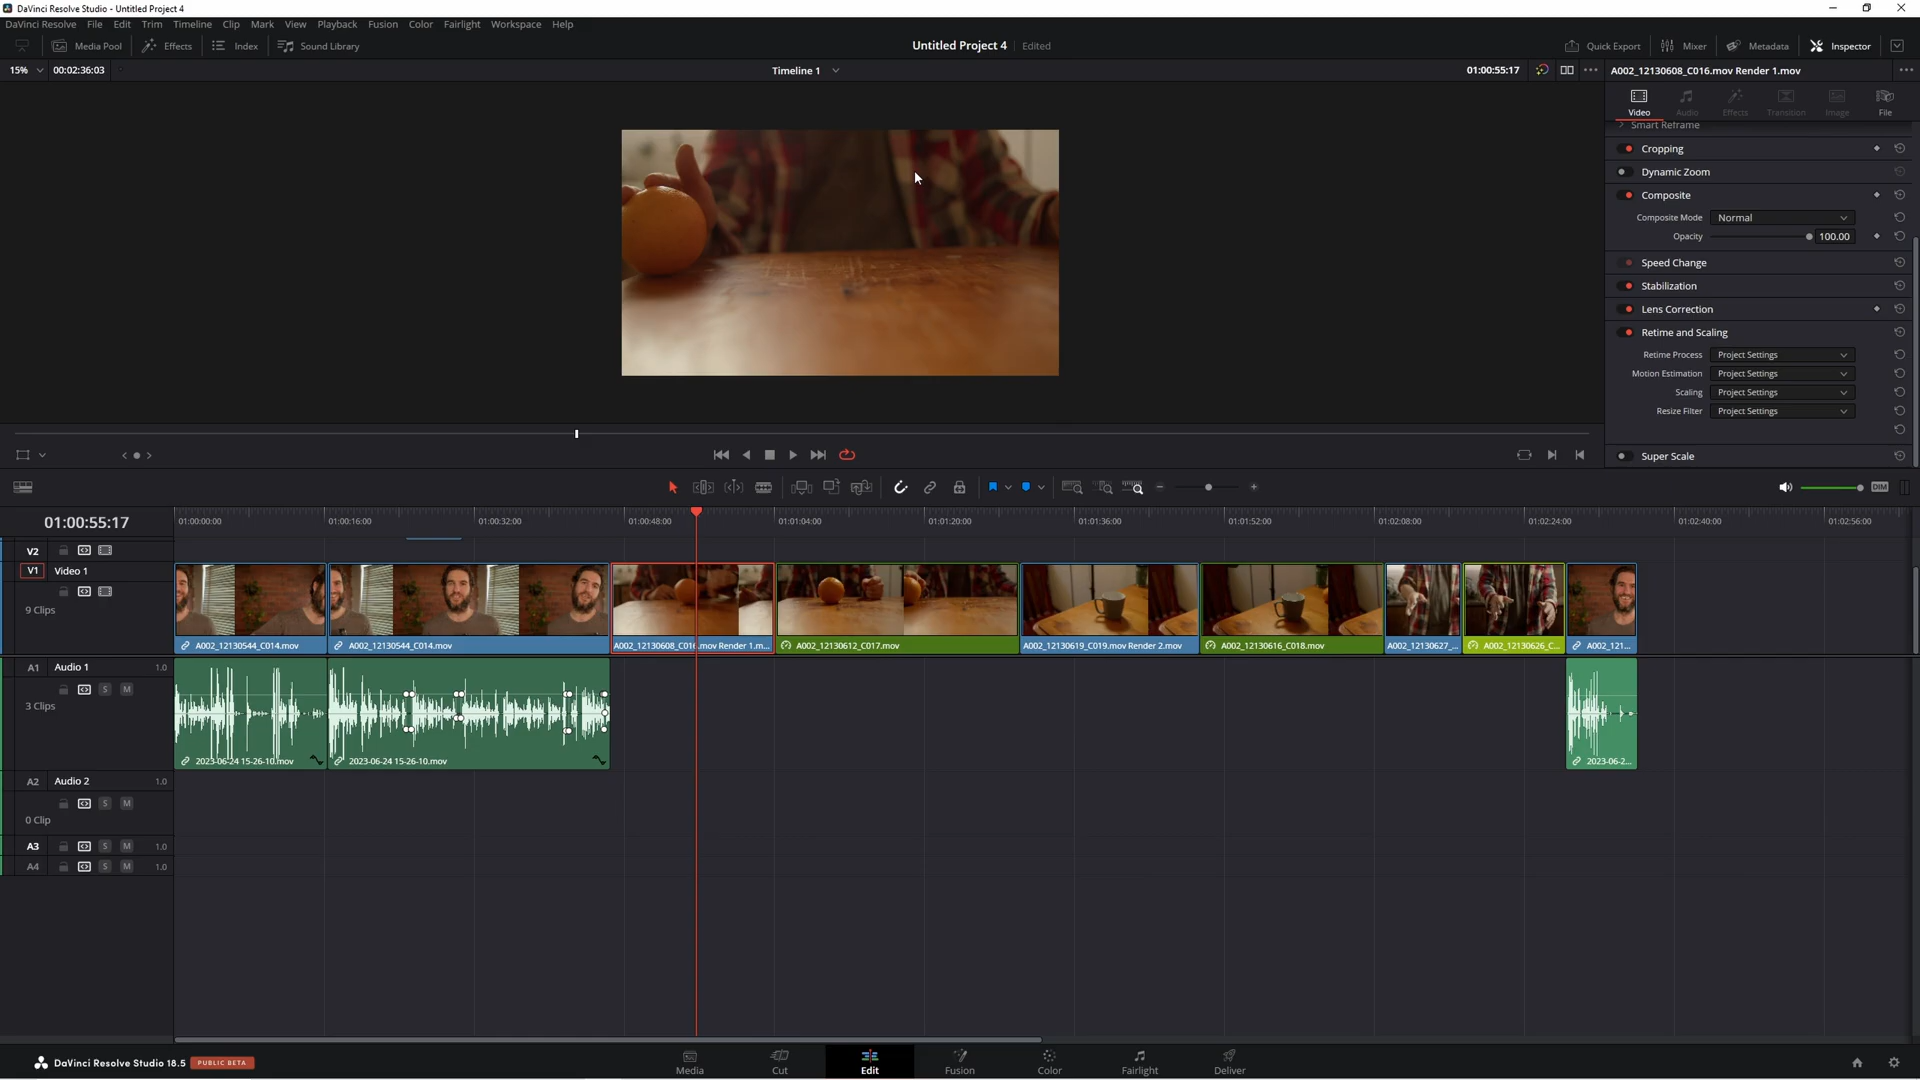 DaVinci Resolve Studio - Untitled Project 4
DaVinci Resolve File Edit Trim Timeline Clip Mark View Playback Fusion Color Fairlight Workspace Help
Media Pool Effects Index Sound Library Untitled Project 4 Edited Quick Export Mixer Metadata Inspector
15% 00:02:36:03 Timeline 1 01:00:55:17 A002_12130608_C016.mov Render 1.mov
Video Audio Effects Transition Image File
Smart Reframe
Cropping
Dynamic Zoom
Composite
Composite Mode Normal
Opacity 100.00
Speed Change
Stabilization
Lens Correction
Retime and Scaling
Retime Process Project Settings
Motion Estimation Project Settings
Scaling Project Settings
Resize Filter Project Settings
Super Scale
DIM
01:00:55:17 01:00:00:00 01:00:16:00 01:00:32:00 01:00:48:00 01:01:04:00 01:01:20:00 01:01:36:00 01:01:52:00 01:02:08:00 01:02:24:00 01:02:40:00 01:02:56:00
V2
V1 Video 1
9 Clips
A002_12130544_C014.mov A002_12130544_C014.mov A002_12130608_C016.mov Render 1.m... A002_12130612_C017.mov A002_12130619_C019.mov Render 2.mov A002_12130616_C018.mov A002_12130627_... A002_12130626_C... A002_121...
A1 Audio 1 1.0
S M
3 Clips
2023-06-24 15-26-10.mov 2023-06-24 15-26-10.mov 2023-06-2...
A2 Audio 2 1.0
S M
0 Clip
A3 S M 1.0
A4 S M 1.0
DaVinci Resolve Studio 18.5 PUBLIC BETA
Media Cut Edit Fusion Color Fairlight Deliver